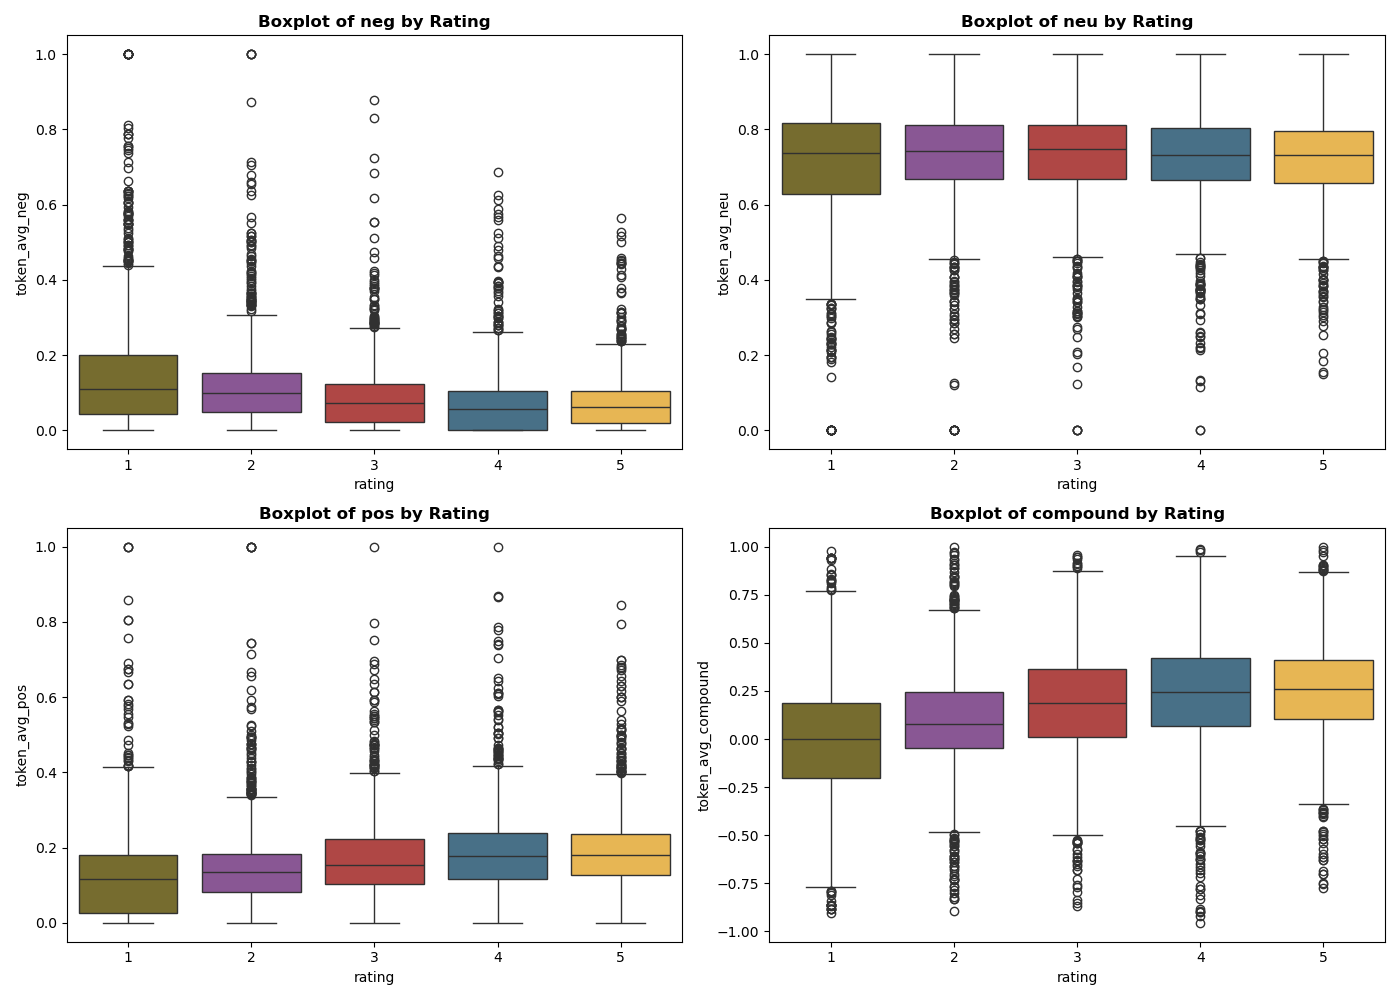 Boxplot of neg by Rating
token_avg_neg
1.0
0.8
0.6
0.4
0.2
0.0
1 2 3 4 5
rating
Boxplot of neu by Rating
token_avg_neu
1.0
0.8
0.6
0.4
0.2
0.0
1 2 3 4 5
rating
Boxplot of pos by Rating
token_avg_pos
1.0
0.8
0.6
0.4
0.2
0.0
1 2 3 4 5
rating
Boxplot of compound by Rating
token_avg_compound
1.00
0.75
0.50
0.25
0.00
−0.25
−0.50
−0.75
−1.00
1 2 3 4 5
rating